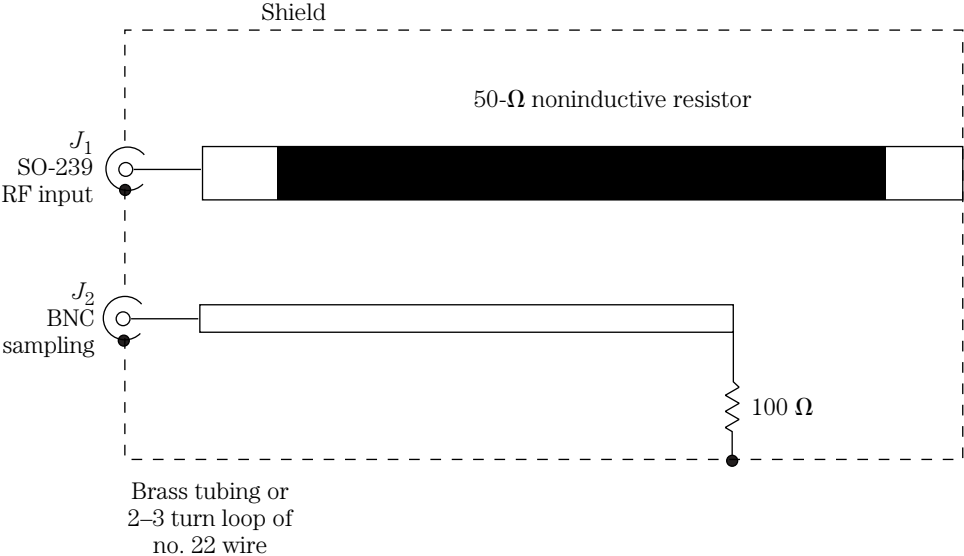 Shield
50-Ω noninductive resistor
J1
SO-239
RF input
J2
BNC
sampling
100 Ω
Brass tubing or
2–3 turn loop of
no. 22 wire